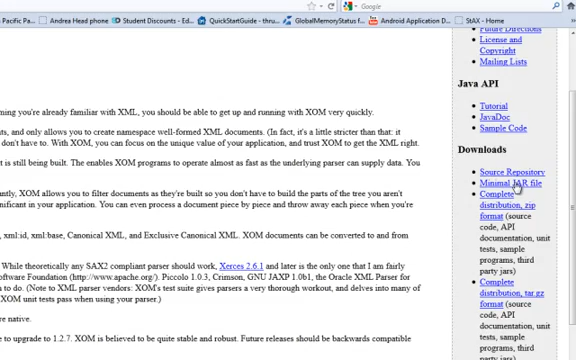 Google
Pacific Pa...
Andrea Head phone
Student Discounts - Ed...
QuickStartGuide - thru...
GlobalMemoryStatus f...
Android Application D...
StAX - Home
Future Directions
License and
Copyright
Mailing Lists
Java API
Tutorial
JavaDoc
Sample Code
Downloads
Source Repository
Minimal JAR file
Complete
distribution, zip
format (source
code, API
documentation, unit
tests, sample
programs, third
party jars)
Complete
distribution, tar.gz
format (source
code, API
documentation, unit
tests, sample
programs, third
party jars)
ming you're already familiar with XML, you should be able to get up and running with XOM very quickly.
nts, and only allows you to create namespace well-formed XML documents. (In fact, it's a little stricter than that: it
don't have to. With XOM, you can focus on the unique value of your application, and trust XOM to get the XML right.
t is still being built. The enables XOM programs to operate almost as fast as the underlying parser can supply data. You
antly, XOM allows you to filter documents as they're built so you don't have to build the parts of the tree you aren't
nificant in your application. You can even process a document piece by piece and throw away each piece when you're
, xml:id, xml:base, Canonical XML, and Exclusive Canonical XML. XOM documents can be converted to and from
While theoretically any SAX2 compliant parser should work, Xerces 2.6.1 and later is the only one that I am fairly
oftware Foundation (http://www.apache.org/). Piccolo 1.0.3, Crimson, GNU JAXP 1.0b1, the Oracle XML Parser for
n to do. (Note to XML parser vendors: XOM's test suite gives parsers a very thorough workout, and delves into many of
XOM unit tests pass when using your parser.)
re native.
e to upgrade to 1.2.7. XOM is believed to be quite stable and robust. Future releases should be backwards compatible